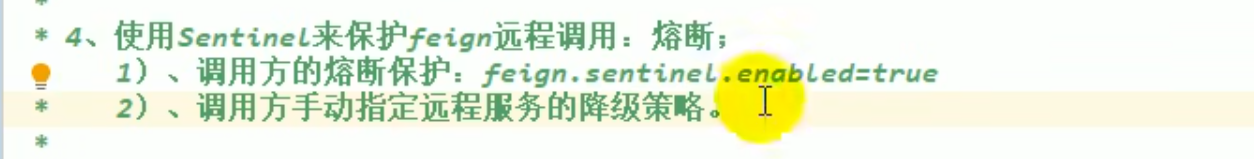 *
* 4、使用Sentinel来保护feign远程调用：熔断；
1）、调用方的熔断保护：feign.sentinel.enabled=true
* 2）、调用方手动指定远程服务的降级策略。
*